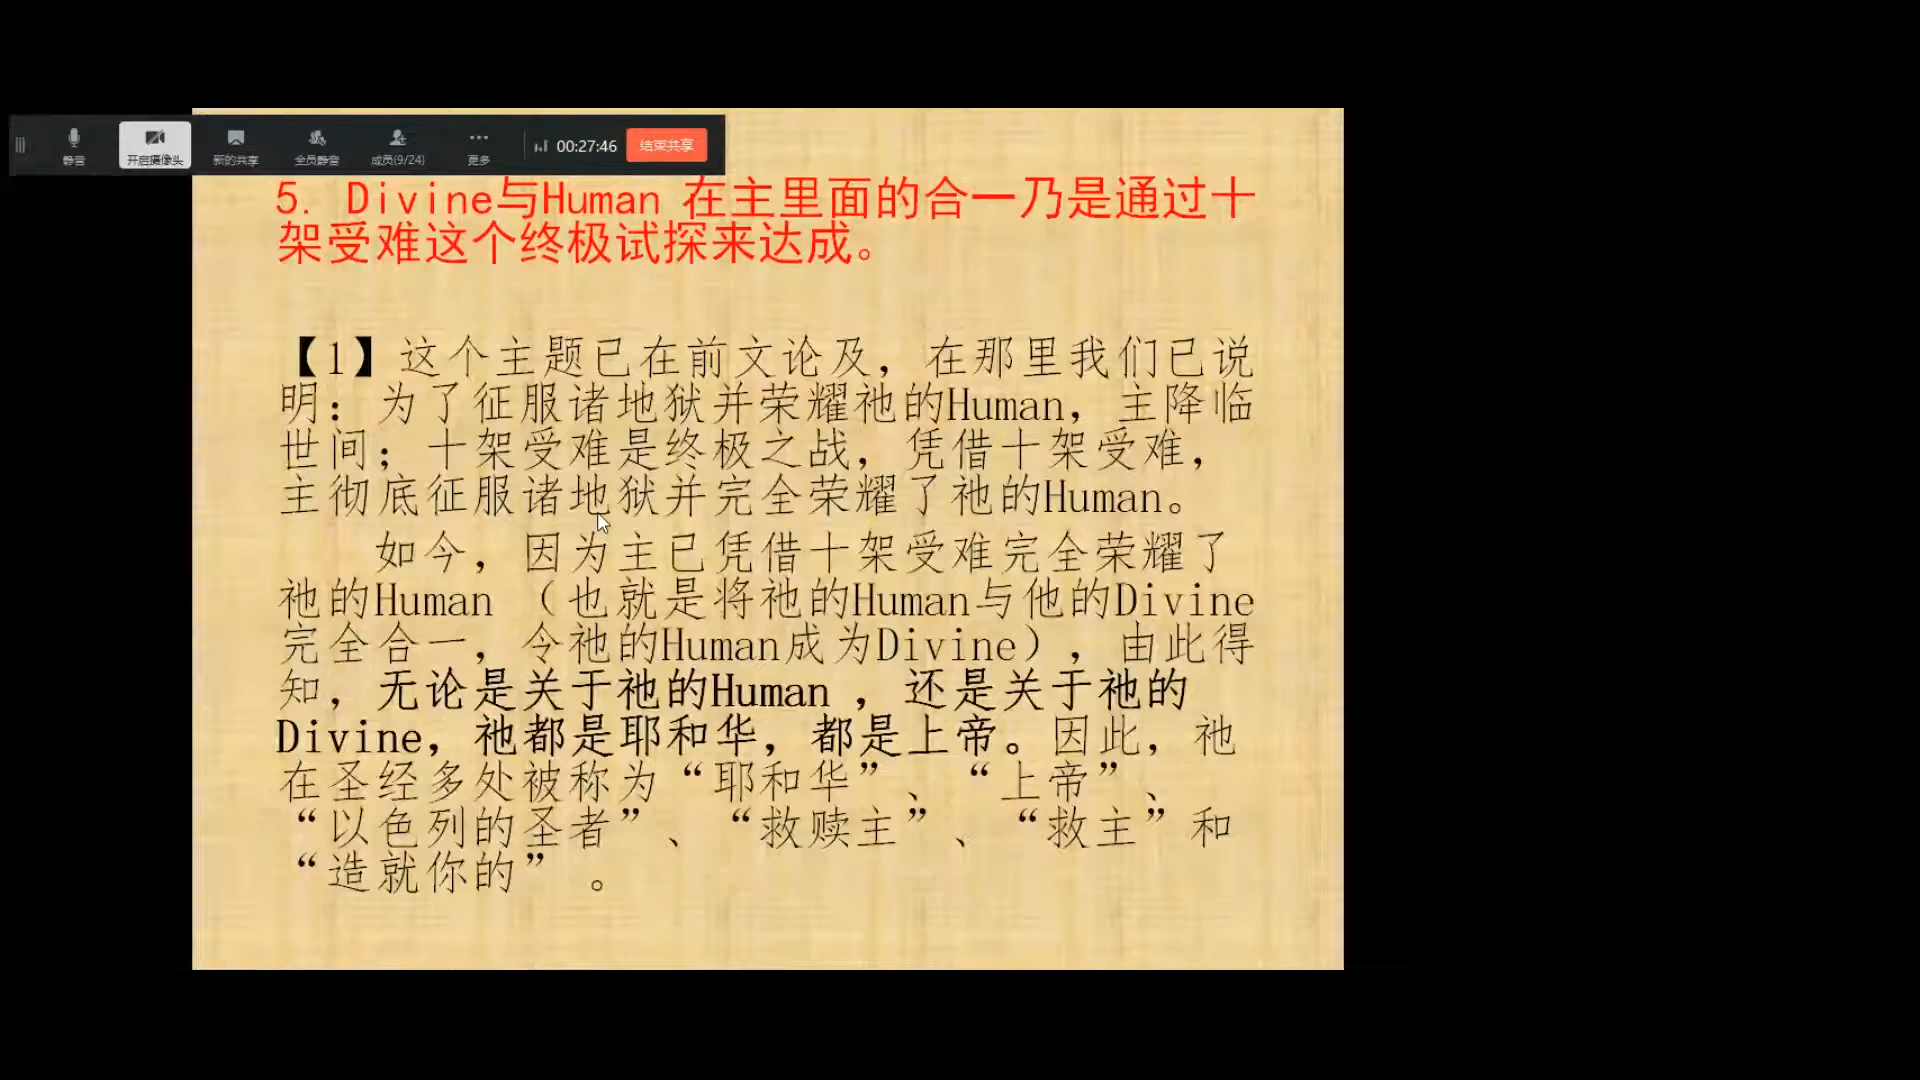 静音 开启摄像头 新的共享 全员静音 成员(9/24) 更多 00:27:46 结束共享
5. Divine与Human 在主里面的合一乃是通过十
架受难这个终极试探来达成。
【1】这个主题已在前文论及，在那里我们已说
明：为了征服诸地狱并荣耀祂的Human，主降临
世间；十架受难是终极之战，凭借十架受难，
主彻底征服诸地狱并完全荣耀了祂的Human。
如今，因为主已凭借十架受难完全荣耀了
祂的Human （也就是将祂的Human与他的Divine
完全合一，令祂的Human成为Divine），由此得
知，无论是关于祂的Human ，还是关于祂的
Divine，祂都是耶和华，都是上帝。因此，祂
在圣经多处被称为“耶和华”、“上帝”、
“以色列的圣者”、“救赎主”、“救主”和
“造就你的” 。